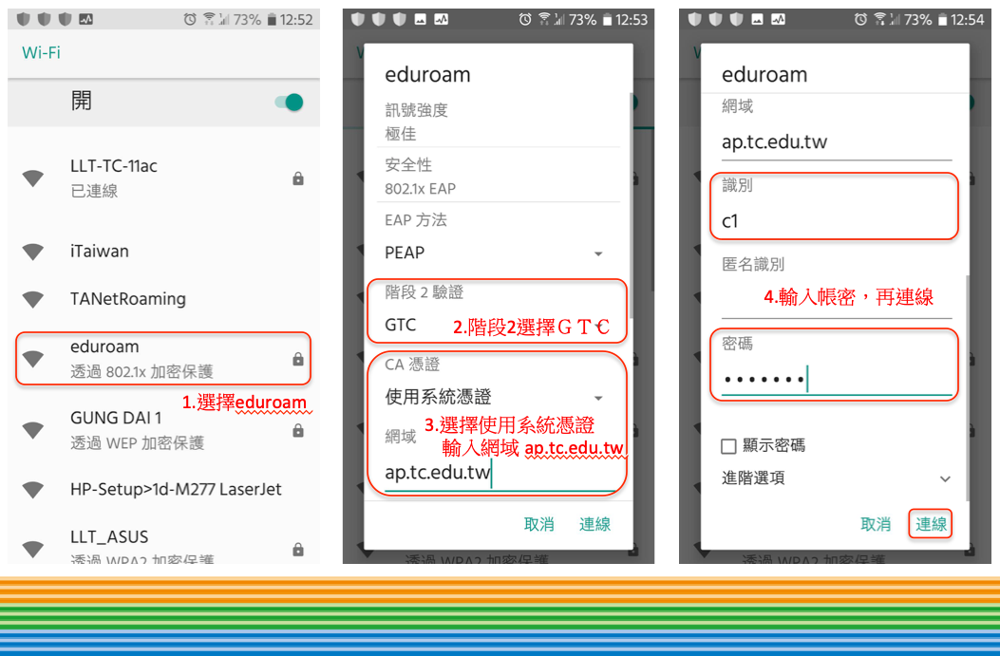 73% 12:52
Wi-Fi
開
LLT-TC-11ac
已連線
iTaiwan
TANetRoaming
eduroam
透過 802.1x 加密保護
1.選擇eduroam
GUNG DAI 1
透過 WEP 加密保護
HP-Setup>1d-M277 LaserJet
LLT_ASUS
透過 WPA2 加密保護
73% 12:53
eduroam
訊號強度
極佳
安全性
802.1x EAP
EAP 方法
PEAP
階段 2 驗證
GTC
2.階段2選擇ＧＴＣ
CA 憑證
使用系統憑證
3.選擇使用系統憑證
網域
輸入網域 ap.tc.edu.tw
ap.tc.edu.tw
取消 連線
透過 WPA2 加密保護
73% 12:54
eduroam
網域
ap.tc.edu.tw
識別
c1
匿名識別
4.輸入帳密，再連線
密碼
•••••••
顯示密碼
進階選項
取消 連線
透過 WPA2 加密保護